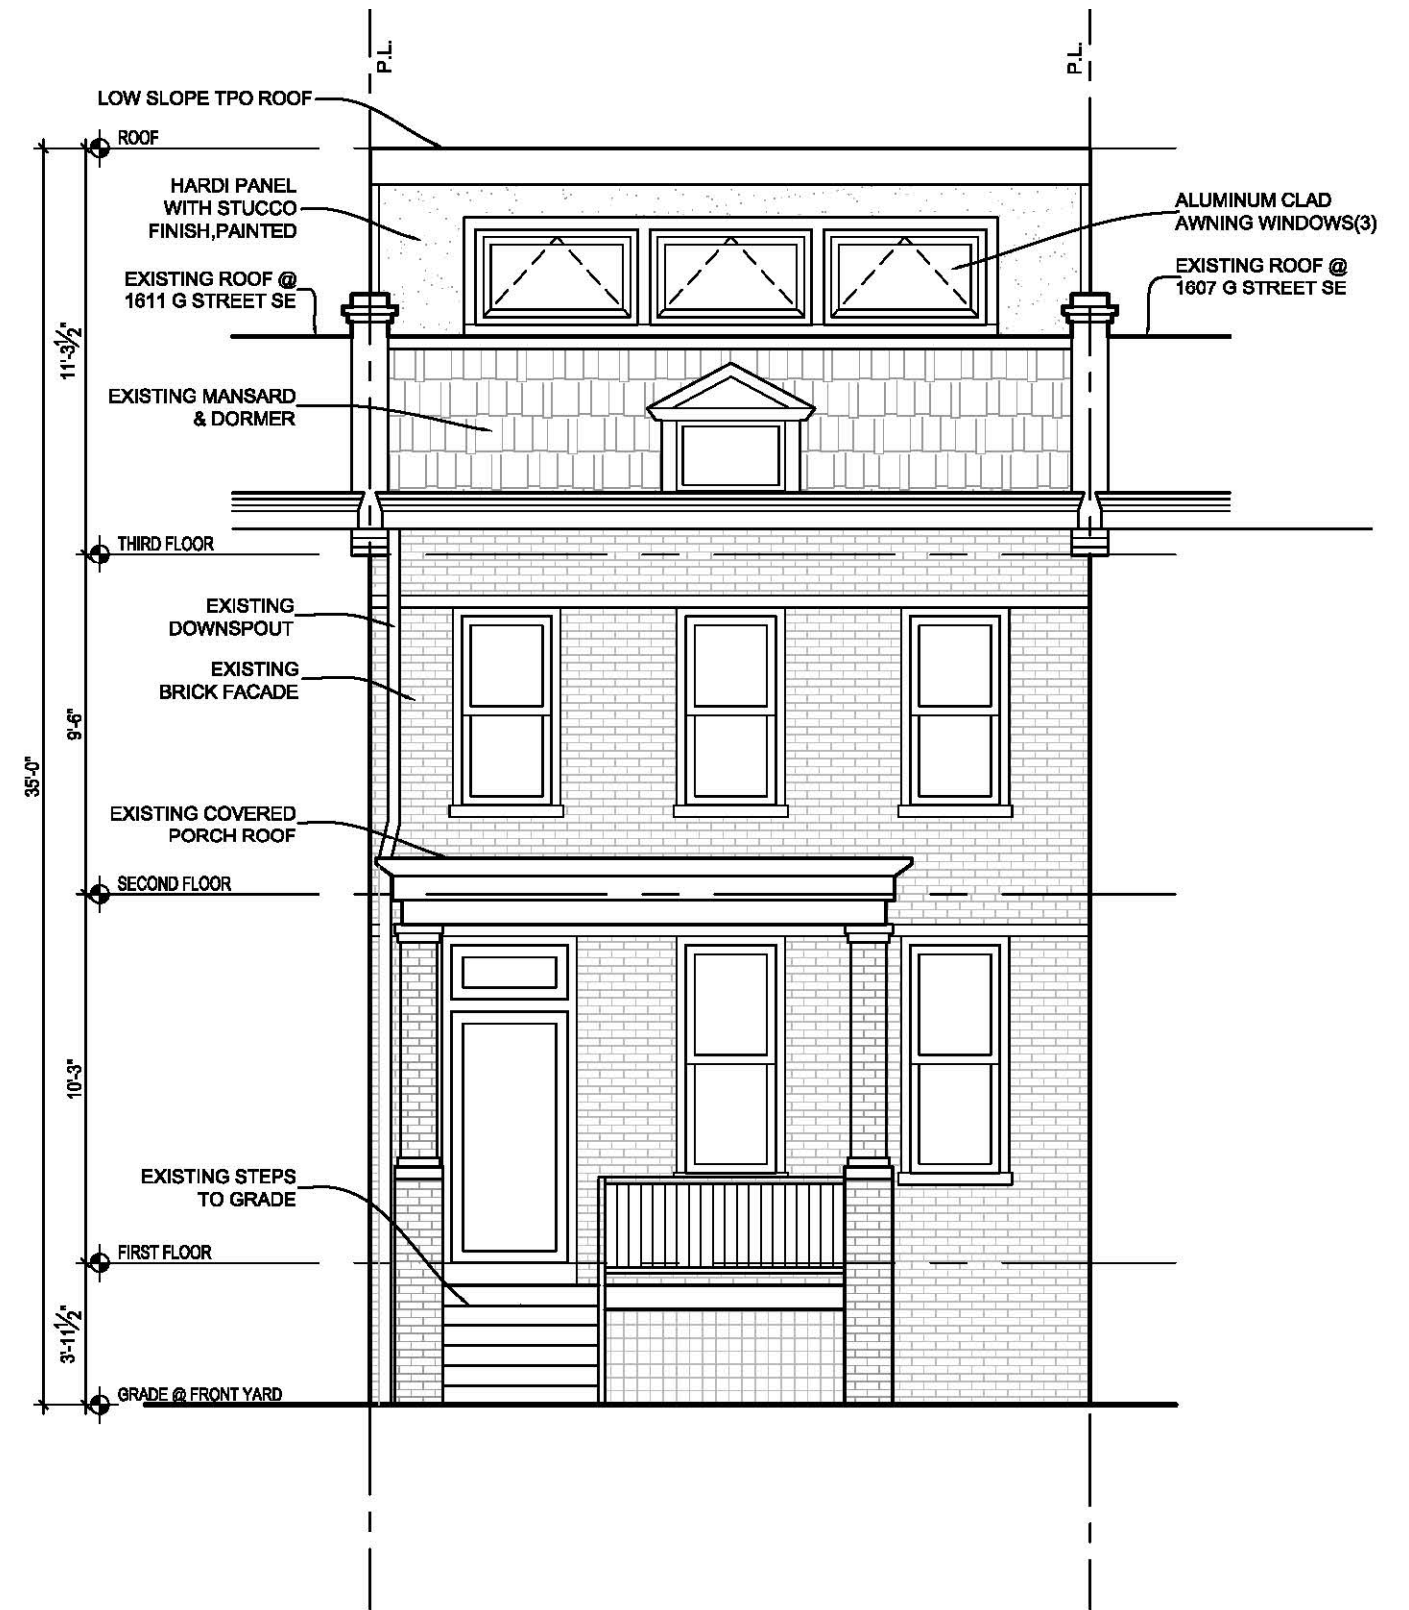 P.L.
P.L.
LOW SLOPE TPO ROOF
ROOF
HARDI PANEL
WITH STUCCO
FINISH,PAINTED
ALUMINUM CLAD
AWNING WINDOWS(3)
EXISTING ROOF @
1611 G STREET SE
EXISTING ROOF @
1607 G STREET SE
11'-3½"
EXISTING MANSARD
& DORMER
THIRD FLOOR
EXISTING
DOWNSPOUT
EXISTING
BRICK FACADE
9'-6"
35'-0"
EXISTING COVERED
PORCH ROOF
SECOND FLOOR
10'-3"
EXISTING STEPS
TO GRADE
FIRST FLOOR
3'-11½"
GRADE @ FRONT YARD